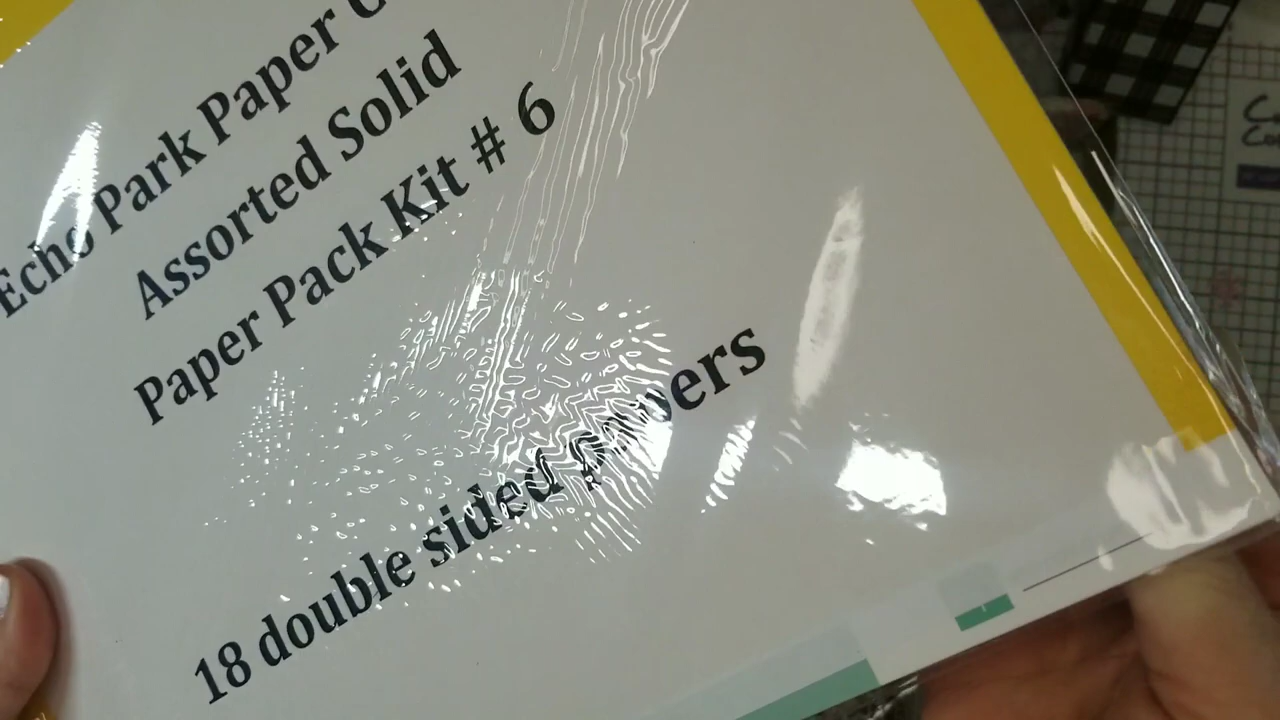 Echo Park Paper
Assorted Solid
Paper Pack Kit # 6
18 double sided papers